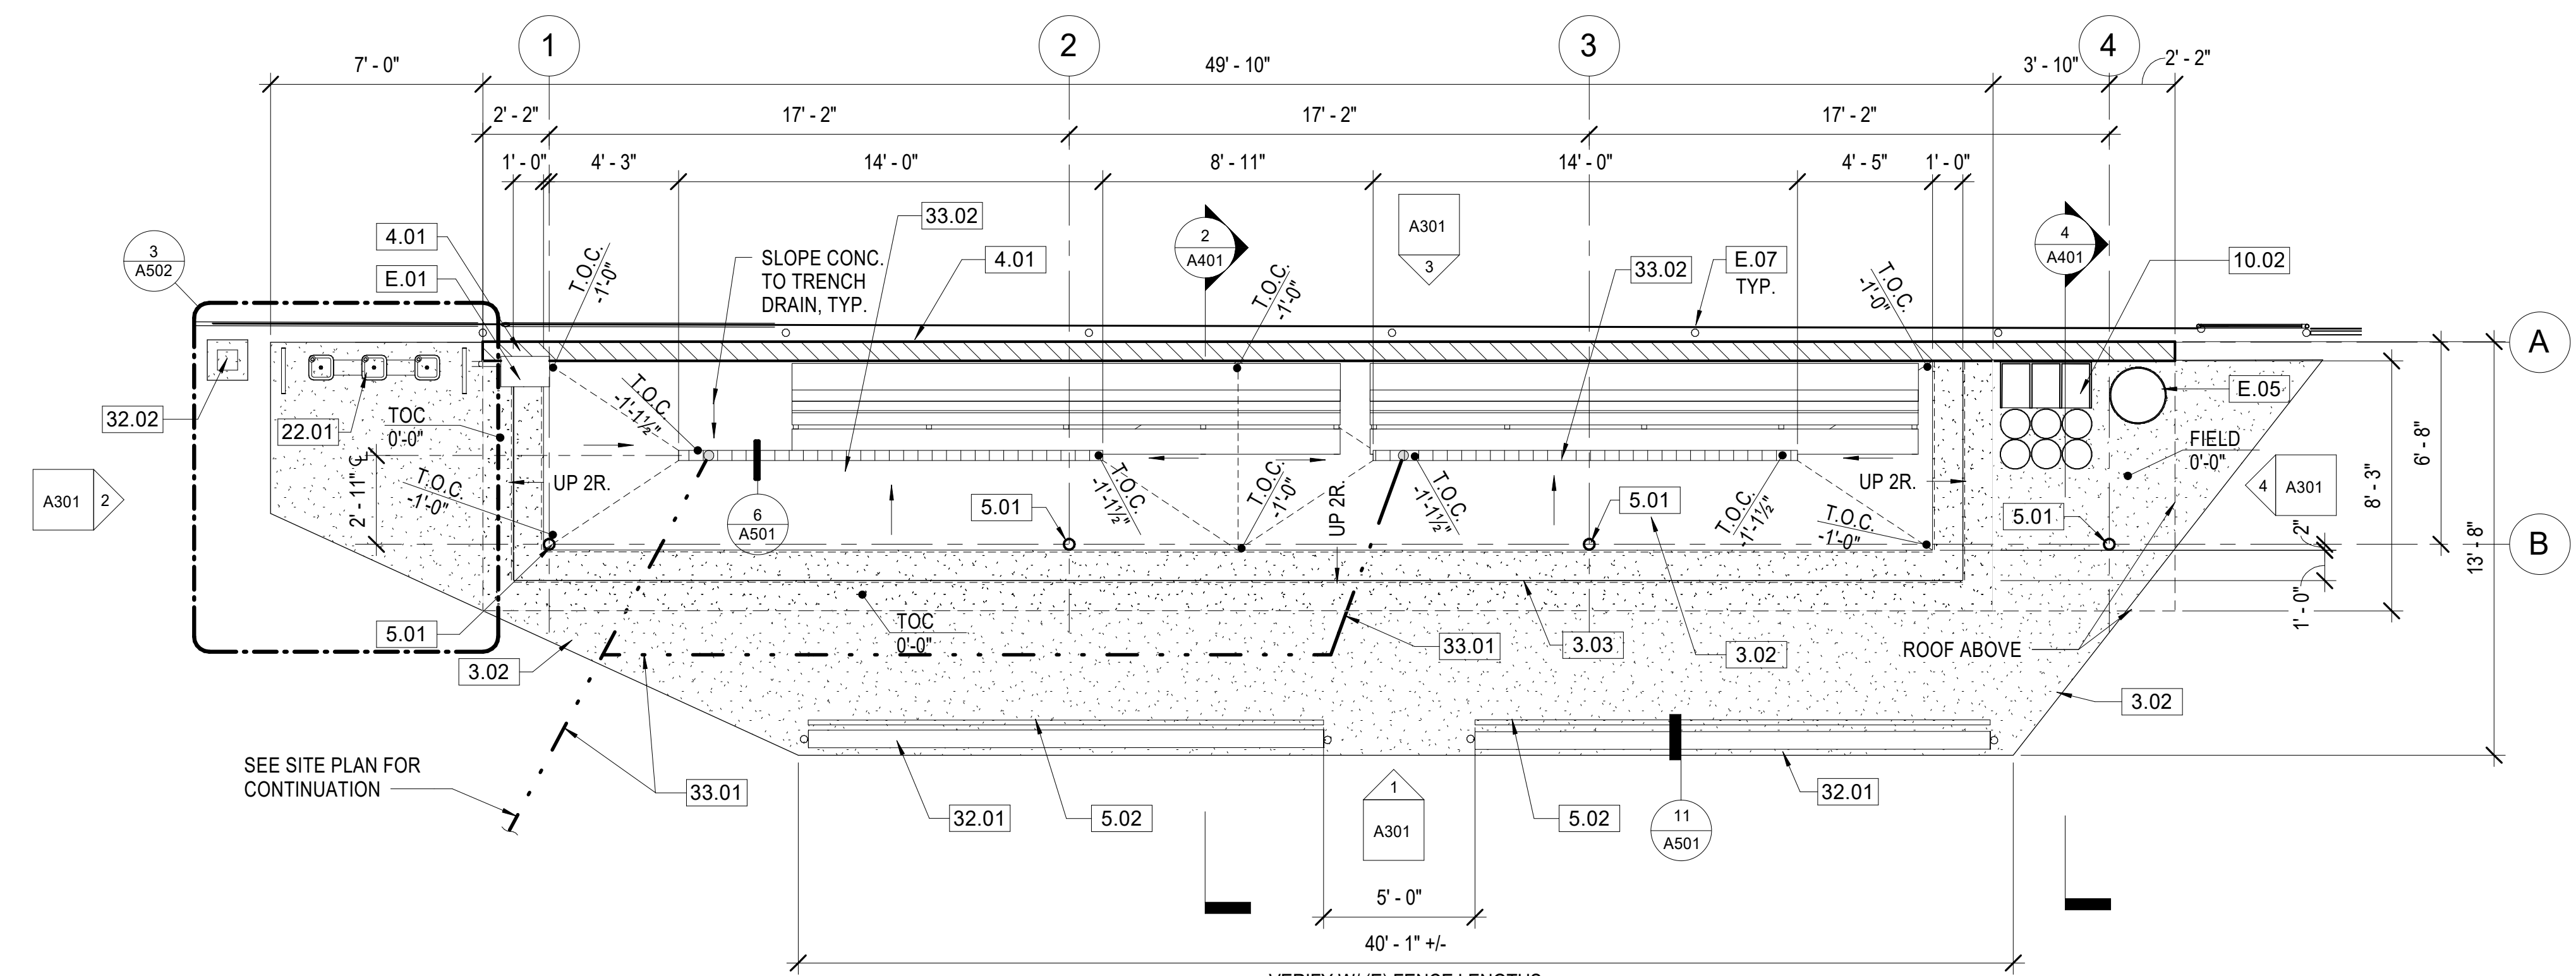 1
2
3
4
7' - 0"
49' - 10"
3' - 10"
2' - 2"
2' - 2"
17' - 2"
17' - 2"
17' - 2"
1' - 0"
4' - 3"
14' - 0"
8' - 11"
14' - 0"
4' - 5"
1' - 0"
3
A502
4.01
E.01
T.O.C.
-1'-0"
SLOPE CONC.
TO TRENCH
DRAIN, TYP.
33.02
4.01
2
A401
T.O.C.
-1'-0"
A301
3
33.02
E.07
TYP.
T.O.C.
-1'-0"
4
A401
10.02
A
32.02
22.01
TOC
0'-0"
T.O.C.
-1'-1½"
E.05
FIELD
0'-0"
A301
2
2' - 11"
℄
T.O.C.
-1'-0"
UP 2R.
6
A501
5.01
T.O.C.
-1'-1½"
T.O.C.
-1'-0"
UP 2R.
T.O.C.
-1'-1½"
5.01
T.O.C.
-1'-1½"
T.O.C.
-1'-0"
UP 2R.
5.01
4
A301
2"
1' - 0"
8' - 3"
6' - 8"
13' - 8"
B
5.01
3.02
TOC
0'-0"
33.01
3.03
3.02
ROOF ABOVE
3.02
SEE SITE PLAN FOR
CONTINUATION
33.01
32.01
5.02
1
A301
5.02
11
A501
32.01
5' - 0"
40' - 1" +/-
VERIFY W/ (E) FENCE LENGTHS